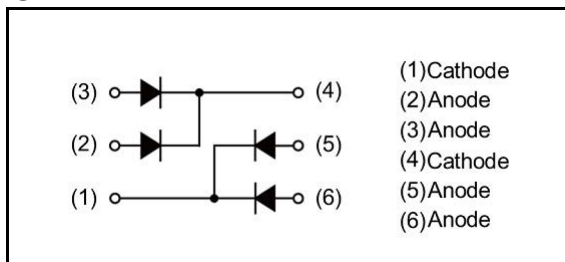 (3) (4)
(2) (5)
(1) (6)
(1)Cathode
(2)Anode
(3)Anode
(4)Cathode
(5)Anode
(6)Anode